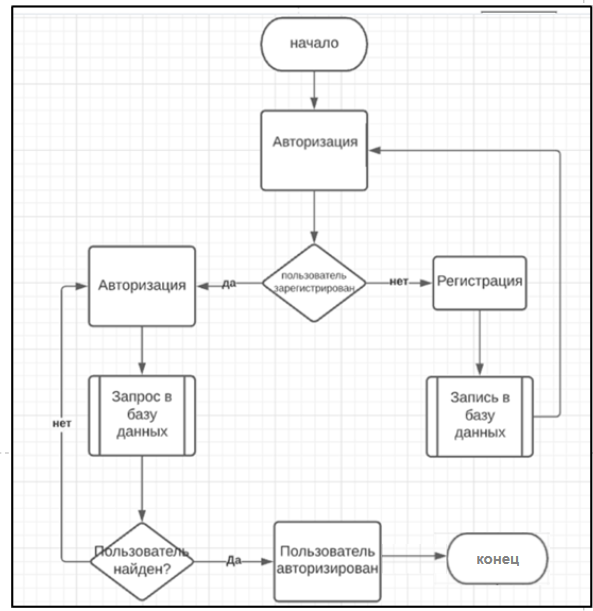 начало
Авторизация
пользователь
зарегистрирован
да
нет
Авторизация
Регистрация
Запрос в
базу
данных
Запись в
базу
данных
нет
Пользователь
найден?
Да
Пользователь
авторизирован
конец